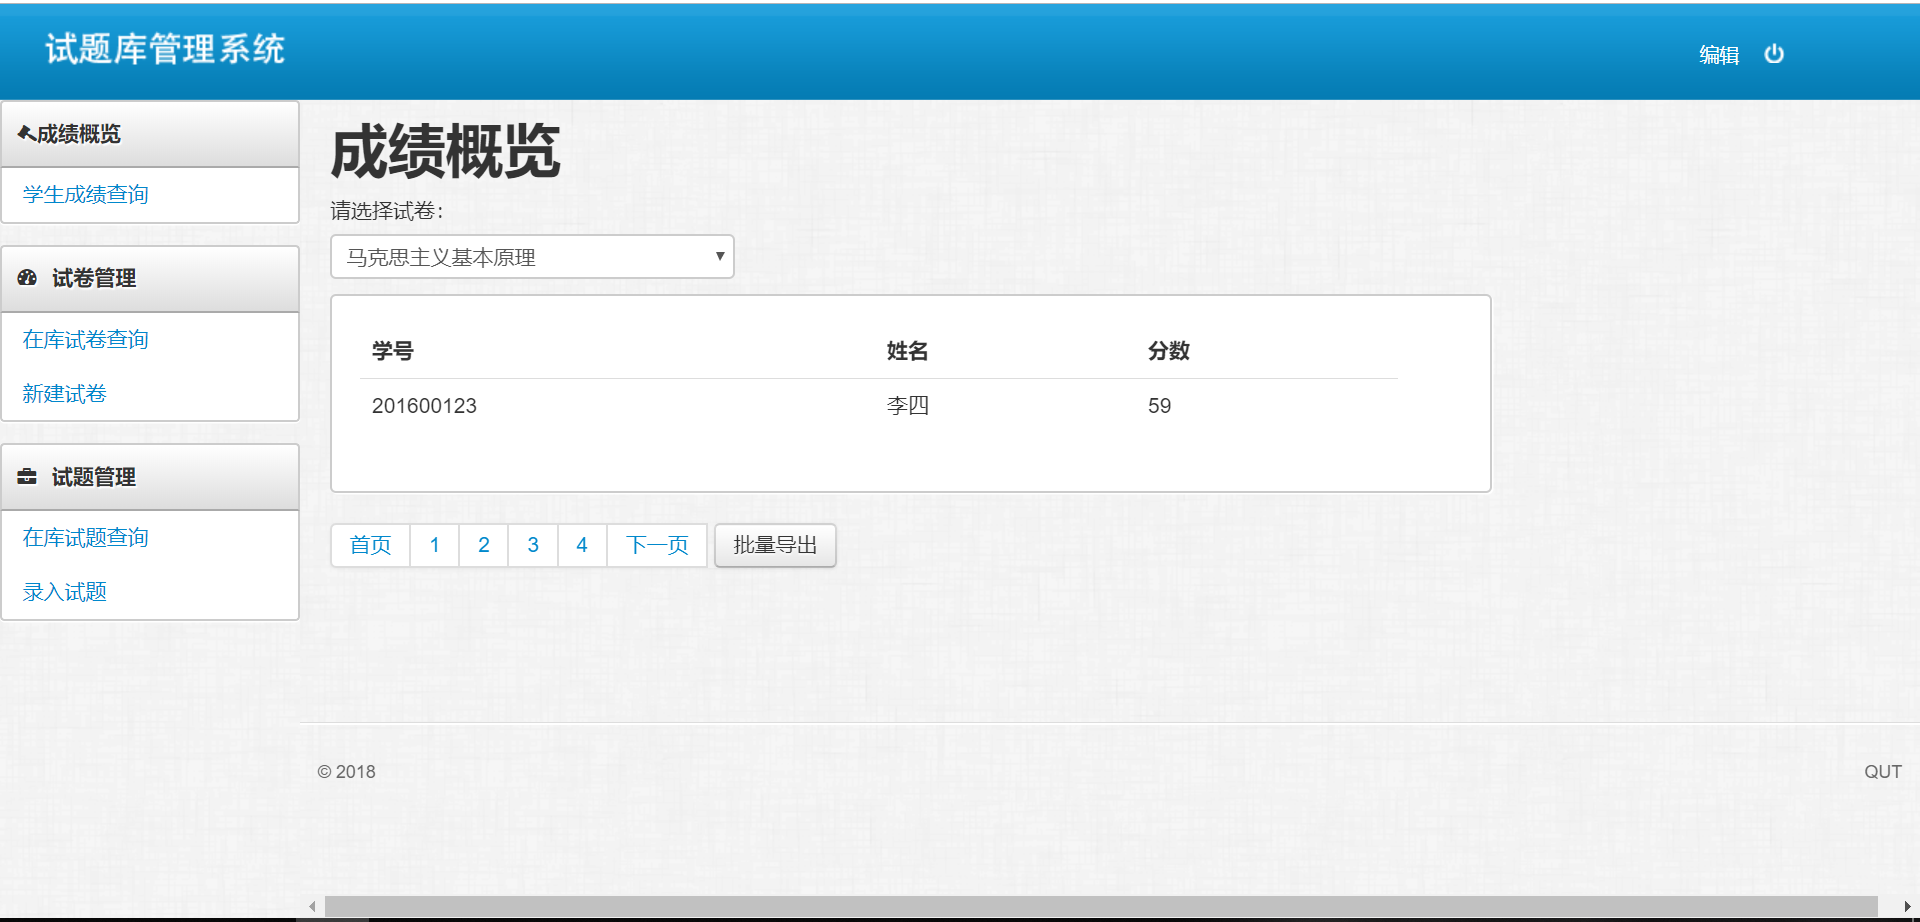 试题库管理系统
编辑
成绩概览
学生成绩查询
试卷管理
在库试卷查询
新建试卷
试题管理
在库试题查询
录入试题
成绩概览
请选择试卷：
马克思主义基本原理
学号 姓名 分数
201600123 李四 59
首页 1 2 3 4 下一页 批量导出
© 2018 QUT